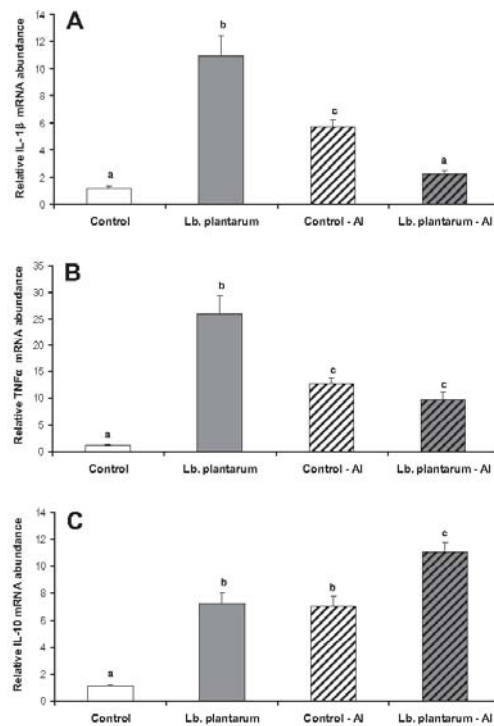 A
Relative IL-1β mRNA abundance
14
12
10
8
6
4
2
0
a
b
c
a
Control
Lb. plantarum
Control - AI
Lb. plantarum - AI
B
Relative TNFα mRNA abundance
35
30
25
20
15
10
5
0
a
b
c
c
Control
Lb. plantarum
Control - AI
Lb. plantarum - AI
C
Relative IL-10 mRNA abundance
14
12
10
8
6
4
2
0
a
b
b
c
Control
Lb. plantarum
Control - AI
Lb. plantarum - AI